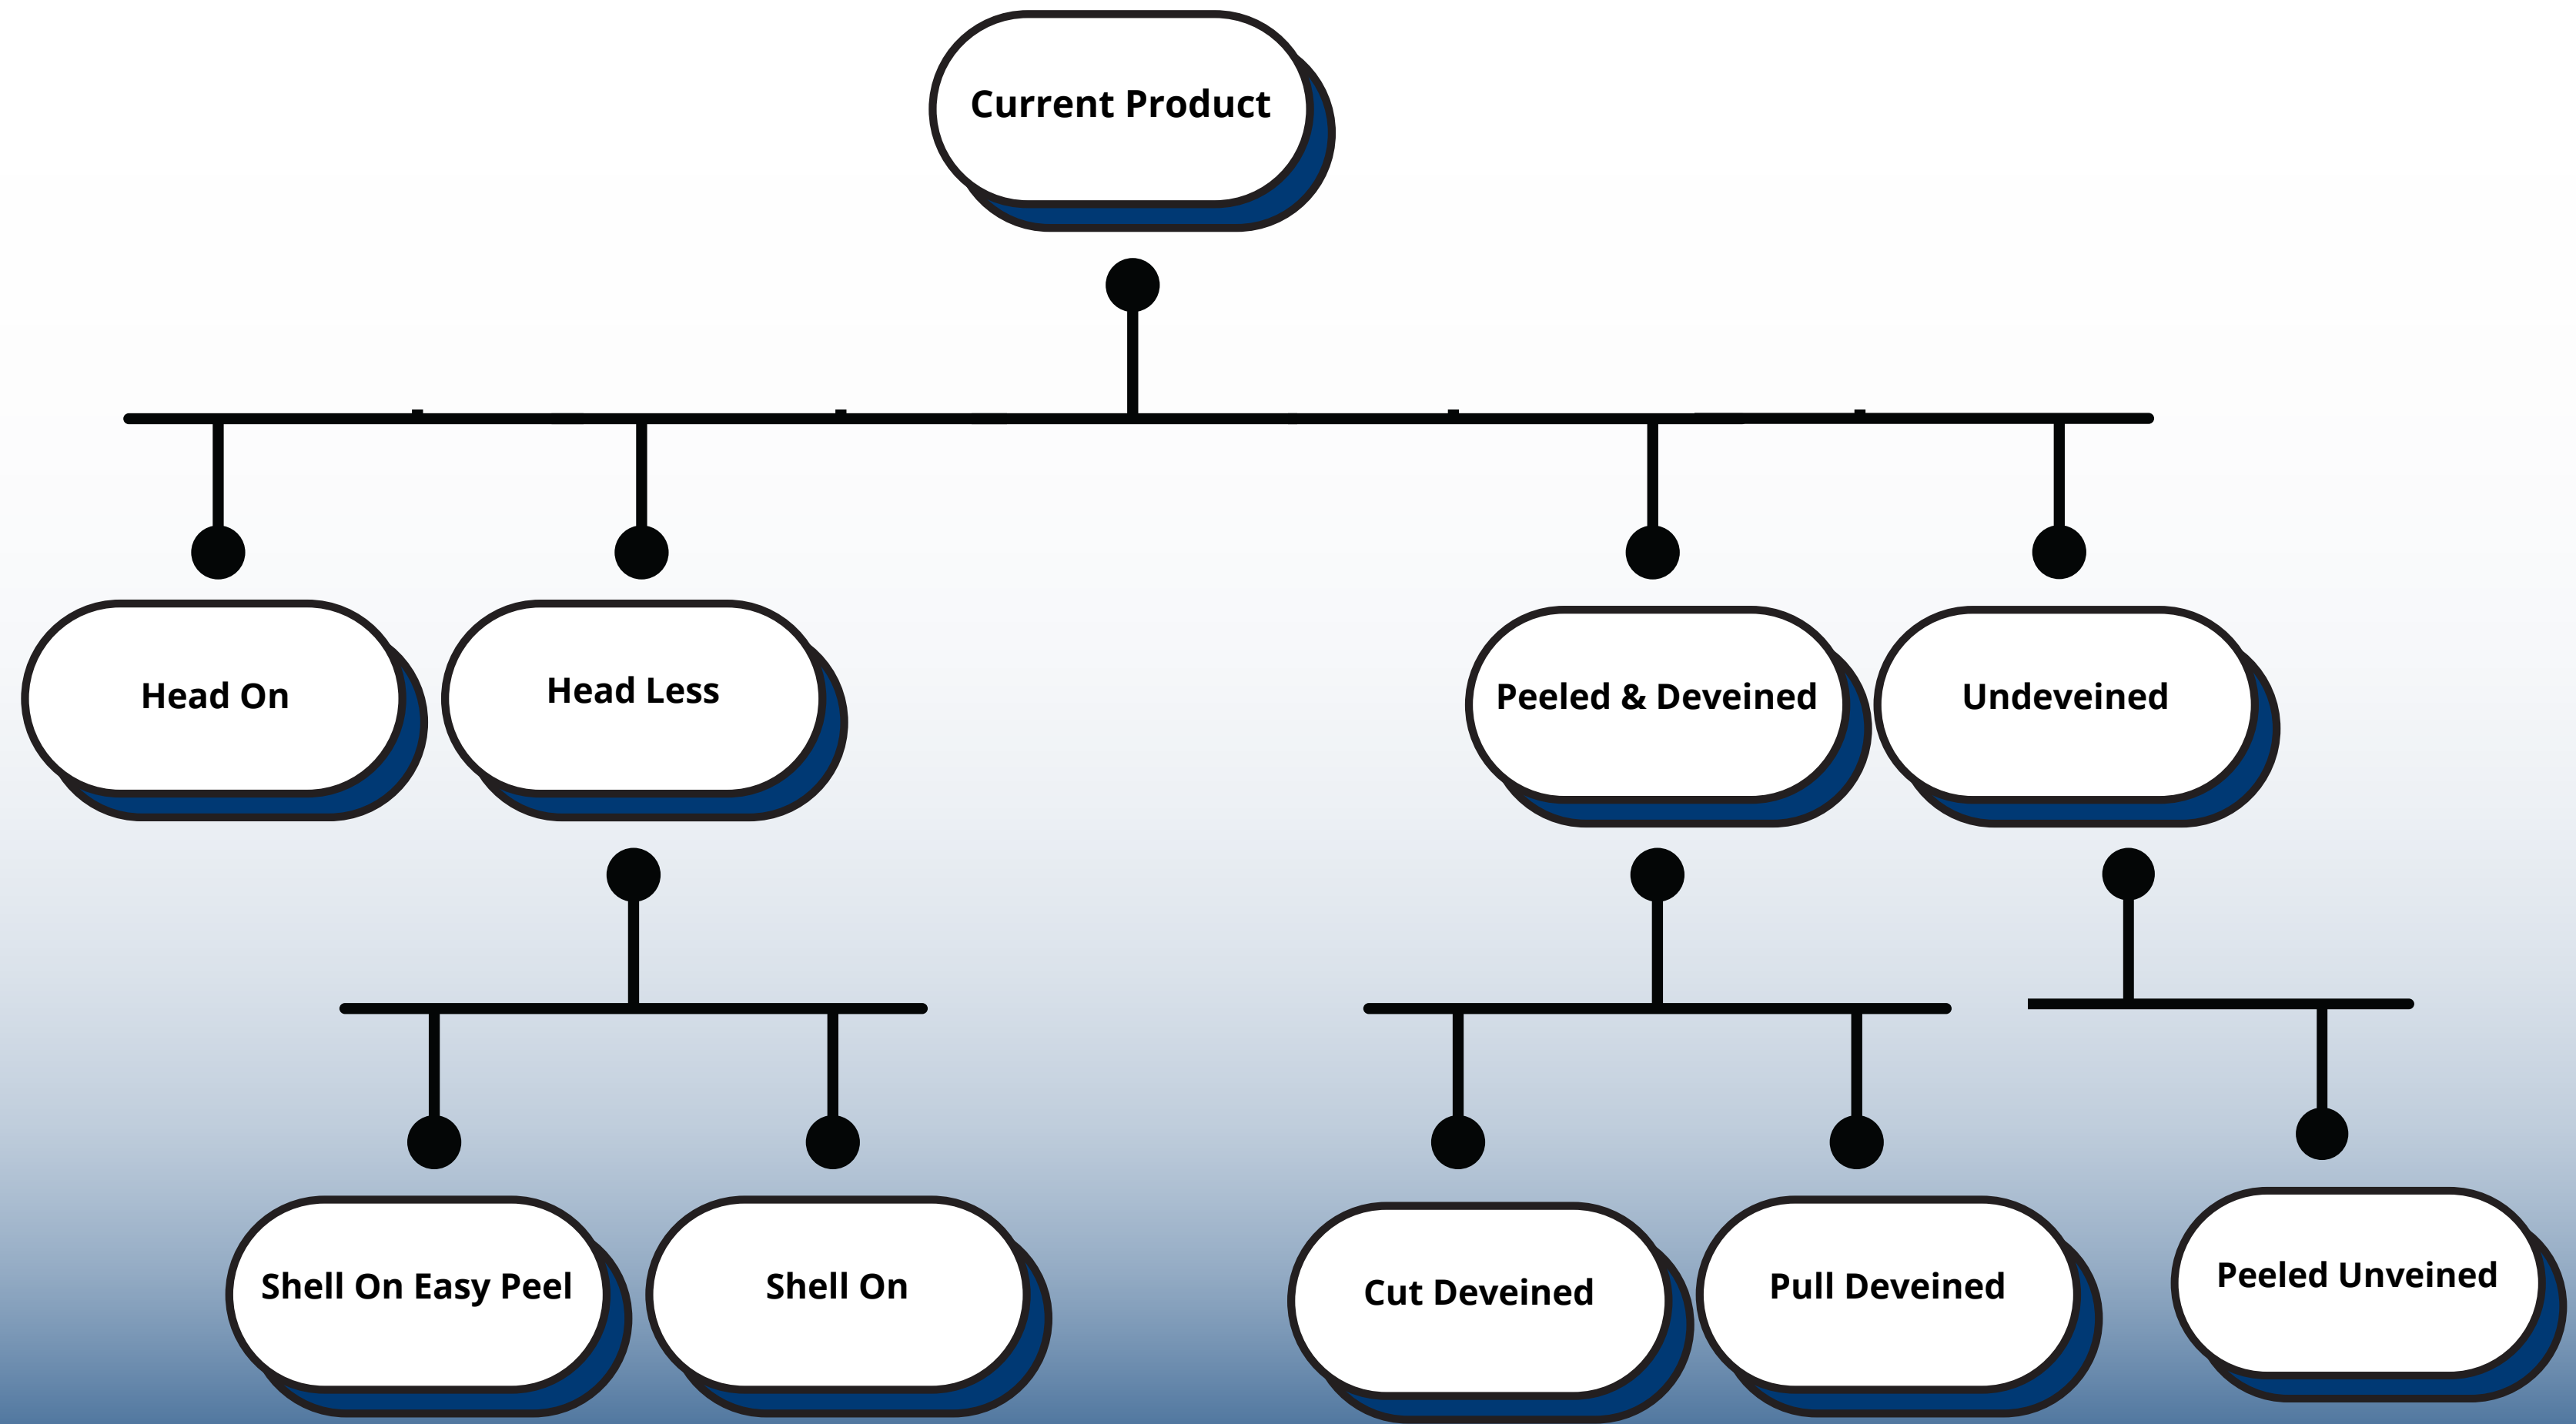 Current Product
Head On
Head Less
Peeled & Deveined
Undeveined
Shell On Easy Peel
Shell On
Cut Deveined
Pull Deveined
Peeled Unveined